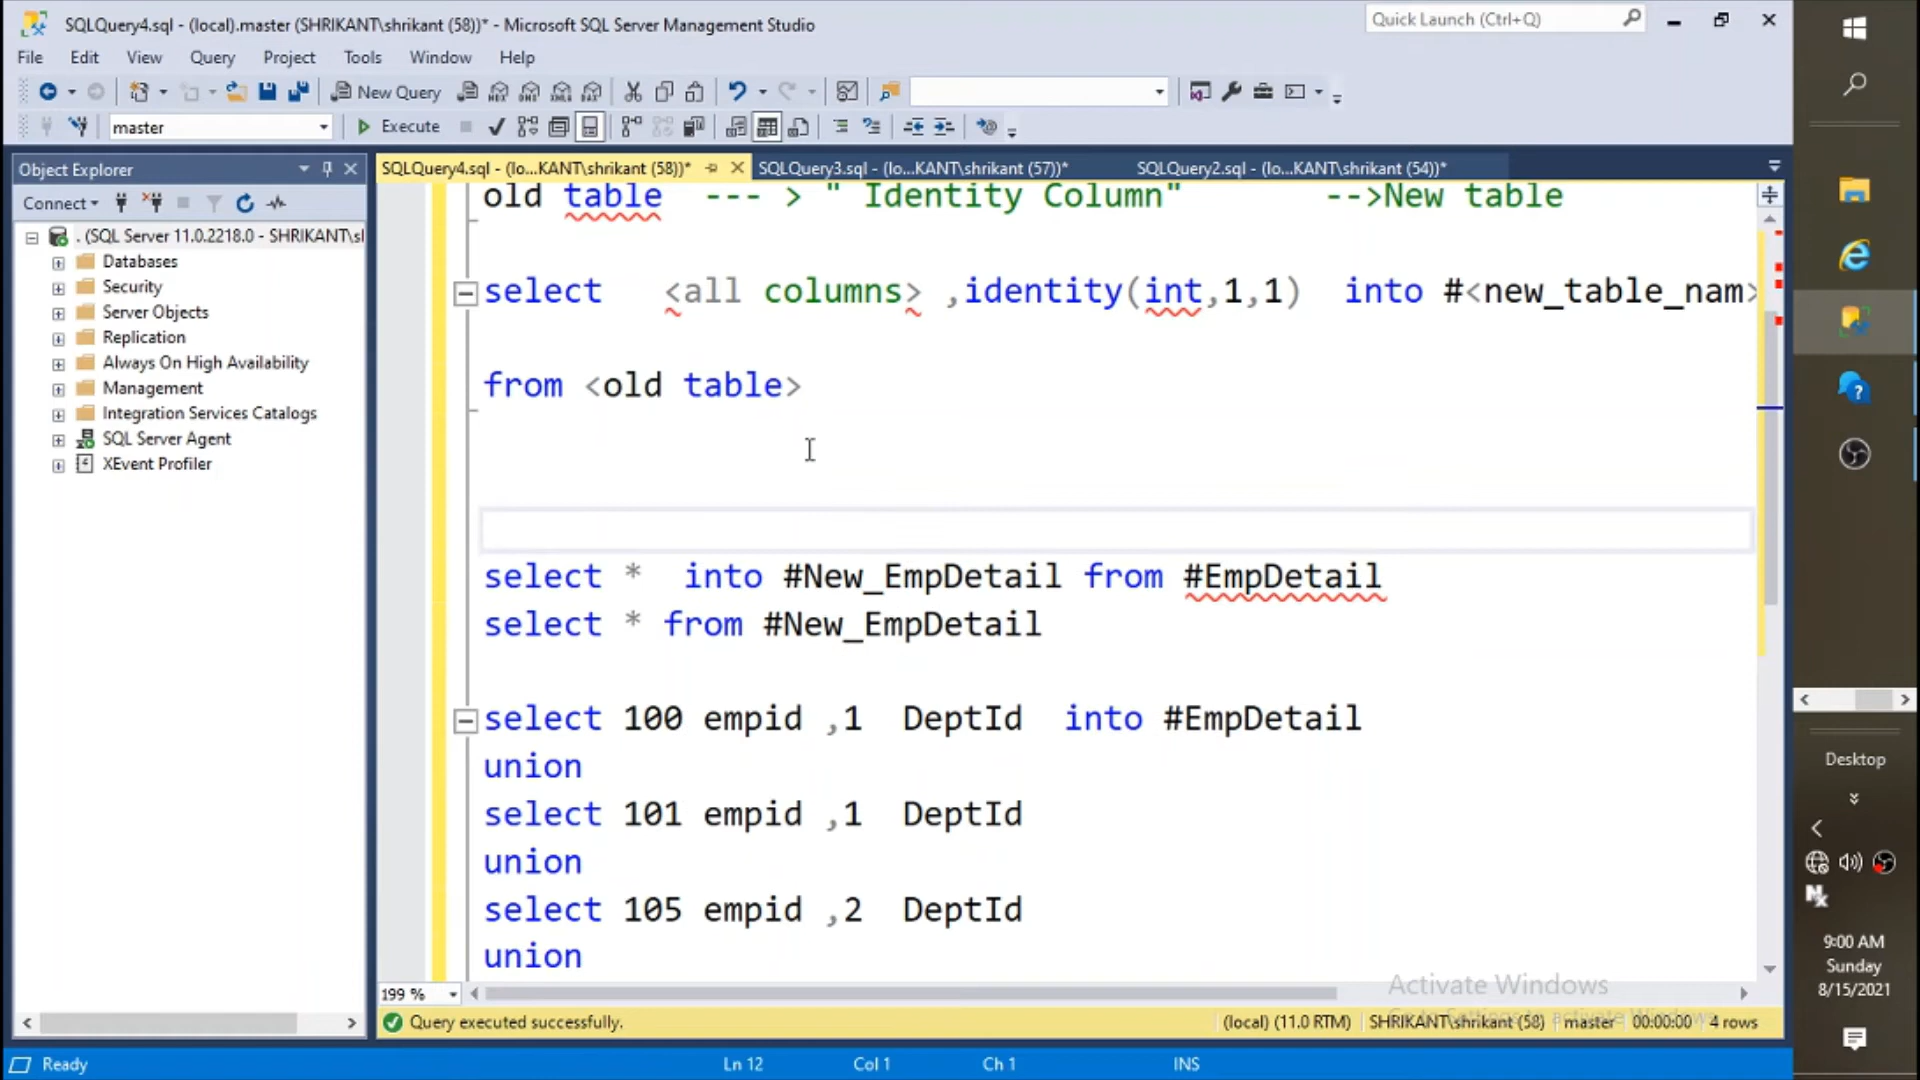 SQLQuery4.sql - (local).master (SHRIKANT\shrikant (58))* - Microsoft SQL Server Management Studio
Quick Launch (Ctrl+Q)
File Edit View Query Project Tools Window Help
New Query
master
Execute
Object Explorer
SQLQuery4.sql - (lo...KANT\shrikant (58))*
SQLQuery3.sql - (lo...KANT\shrikant (57))*
SQLQuery2.sql - (lo...KANT\shrikant (54))*
Connect
. (SQL Server 11.0.2218.0 - SHRIKANT\sl
Databases
Security
Server Objects
Replication
Always On High Availability
Management
Integration Services Catalogs
SQL Server Agent
XEvent Profiler
old table --- > " Identity Column" -->New table
select <all columns> ,identity(int,1,1) into #<new_table_nam>
from <old table>
select * into #New_EmpDetail from #EmpDetail
select * from #New_EmpDetail
select 100 empid ,1 DeptId into #EmpDetail
union
select 101 empid ,1 DeptId
union
select 105 empid ,2 DeptId
union
199 %
Activate Windows
Go to Settings to activate Windows.
Query executed successfully.
(local) (11.0 RTM) SHRIKANT\shrikant (58) master 00:00:00 4 rows
Ready
Ln 12
Col 1
Ch 1
INS
Desktop
9:00 AM
Sunday
8/15/2021